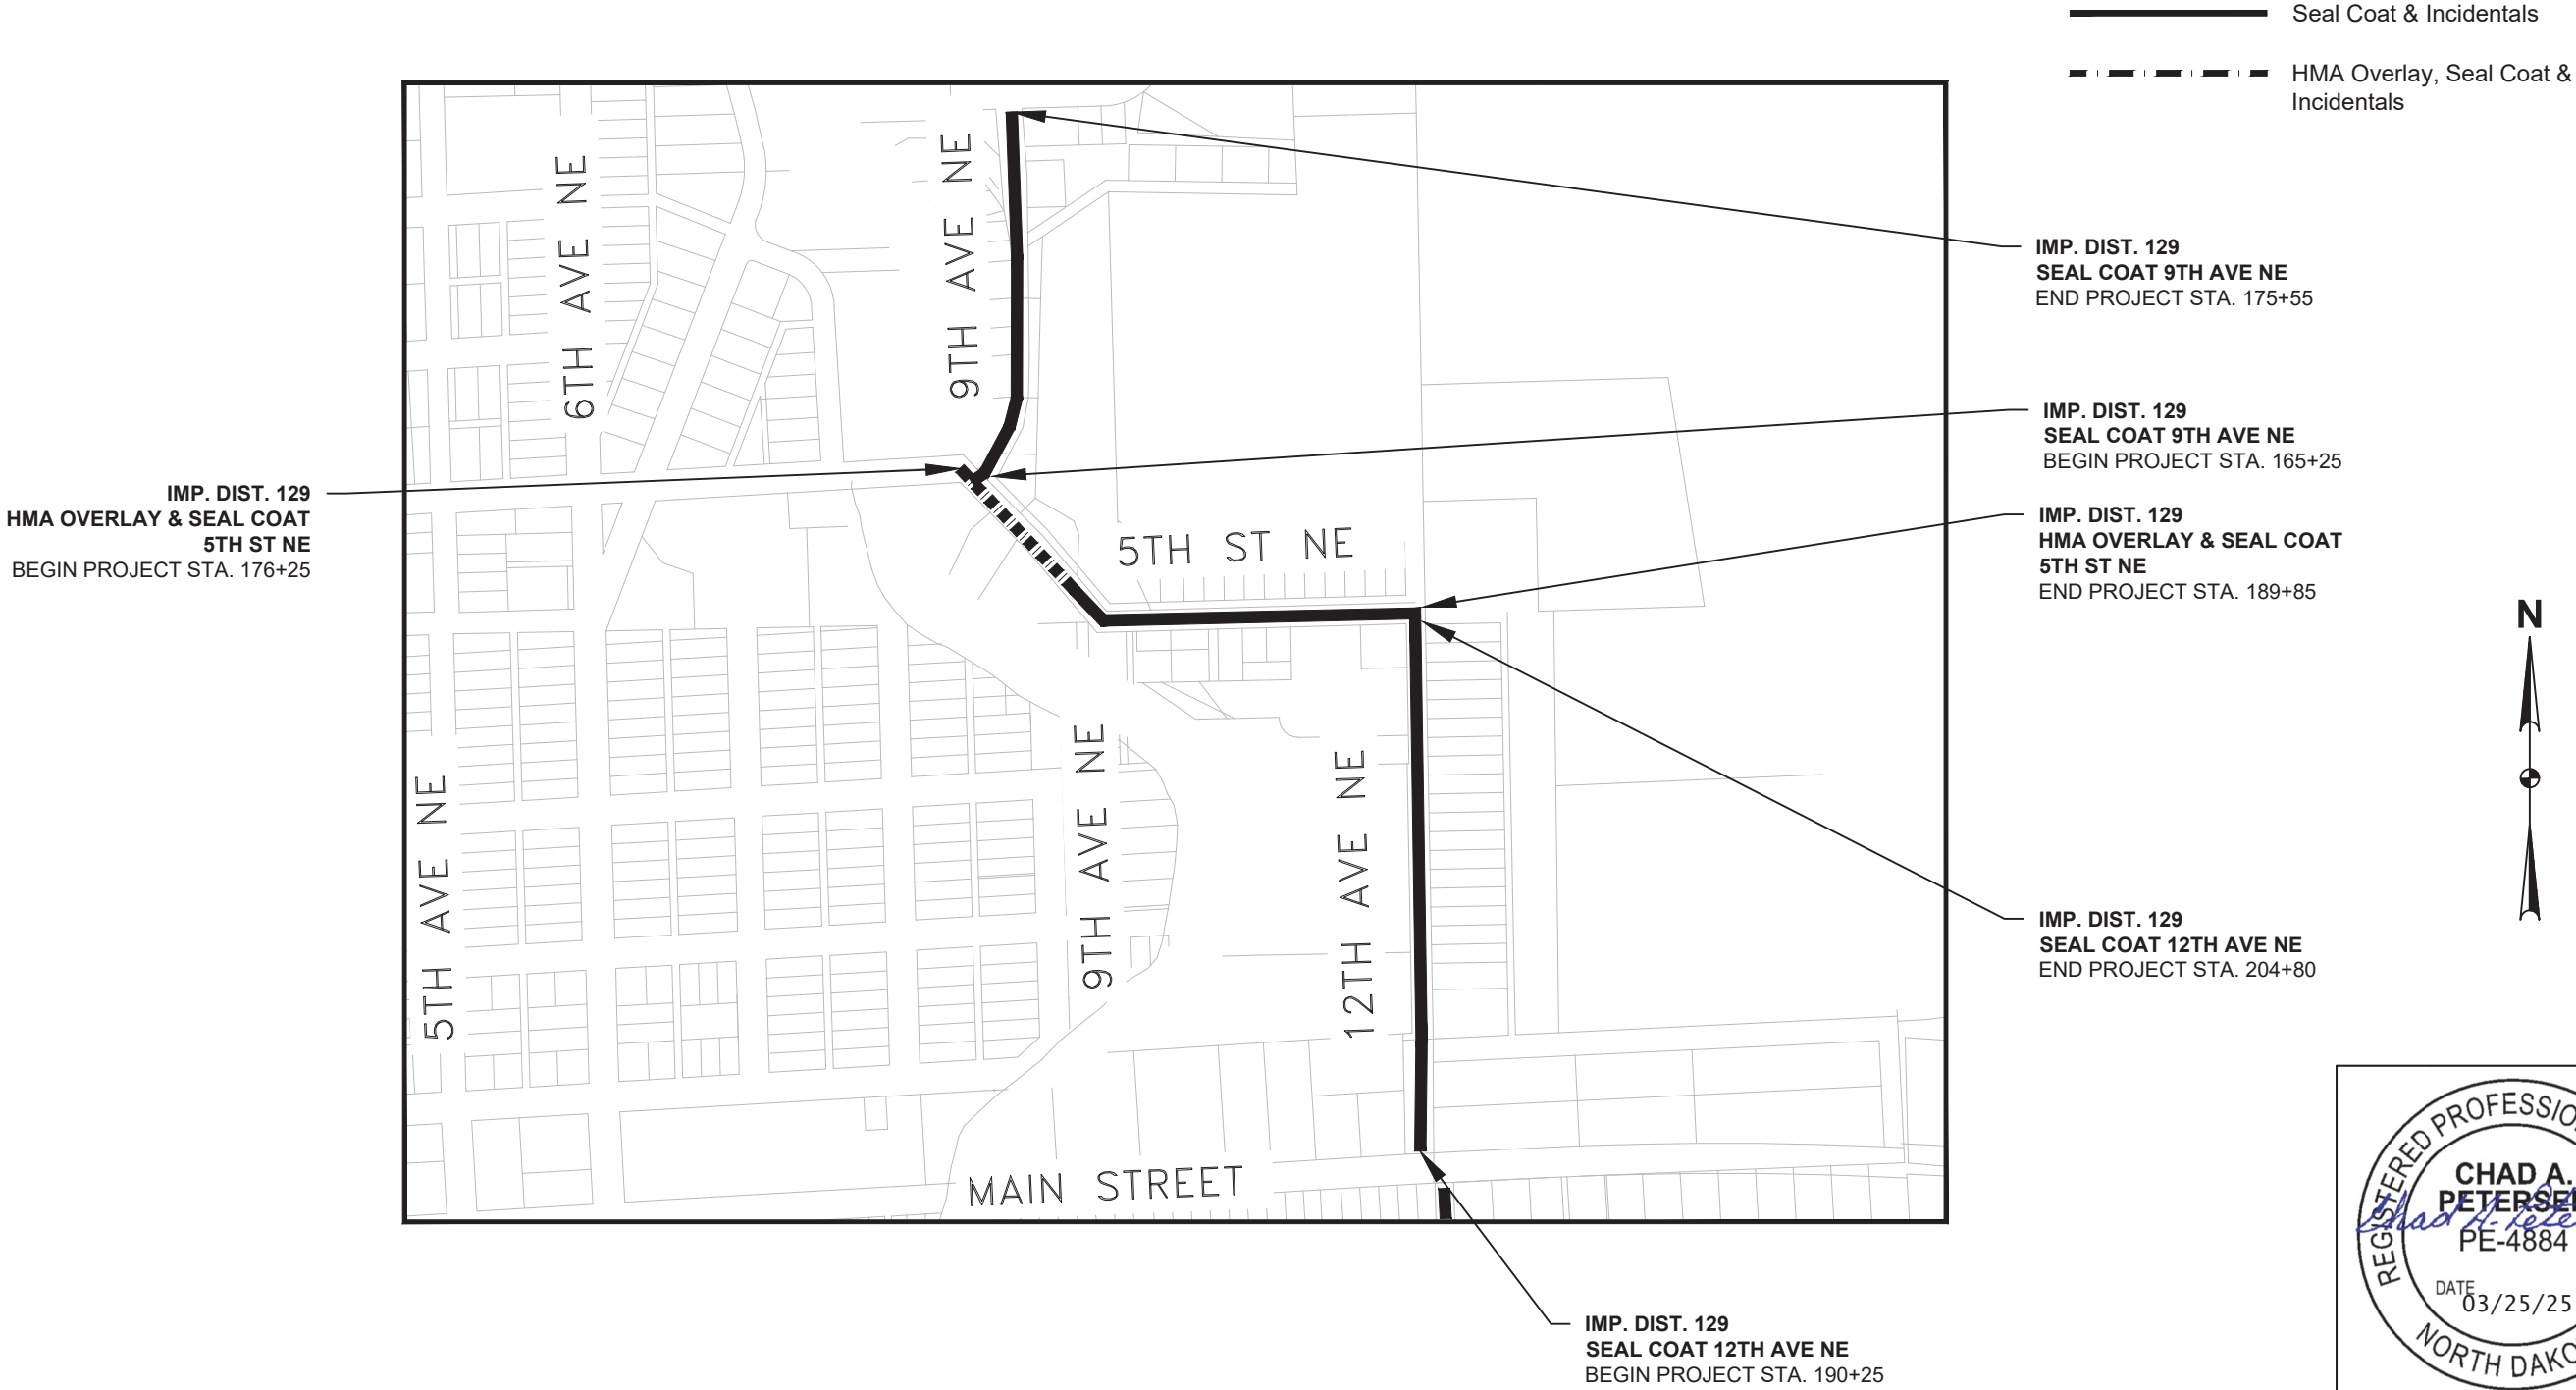 Seal Coat & Incidentals
HMA Overlay, Seal Coat &
Incidentals
6TH AVE NE
9TH AVE NE
IMP. DIST. 129
SEAL COAT 9TH AVE NE
END PROJECT STA. 175+55
IMP. DIST. 129
SEAL COAT 9TH AVE NE
BEGIN PROJECT STA. 165+25
IMP. DIST. 129
HMA OVERLAY & SEAL COAT
5TH ST NE
BEGIN PROJECT STA. 176+25
5TH ST NE
IMP. DIST. 129
HMA OVERLAY & SEAL COAT
5TH ST NE
END PROJECT STA. 189+85
N
5TH AVE NE
9TH AVE NE
12TH AVE NE
IMP. DIST. 129
SEAL COAT 12TH AVE NE
END PROJECT STA. 204+80
MAIN STREET
IMP. DIST. 129
SEAL COAT 12TH AVE NE
BEGIN PROJECT STA. 190+25
REGISTERED
CHAD A.
PE-4884
DATE
03/25/25
NORTH